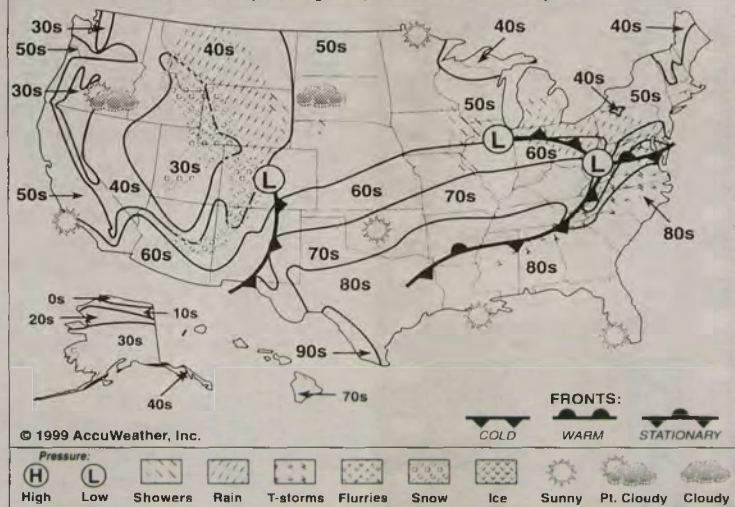 30s
40s
50s
40s
40s
50s
30s
40s
50s
50s
L
60s
L
30s
L
50s
40s
60s
70s
60s
70s
80s
80s
80s
0s
20s
10s
30s
90s
40s
70s
© 1999 AccuWeather, Inc.
FRONTS:
COLD WARM STATIONARY
Pressure:
H L
High Low Showers Rain T-storms Flurries Snow Ice Sunny Pt. Cloudy Cloudy